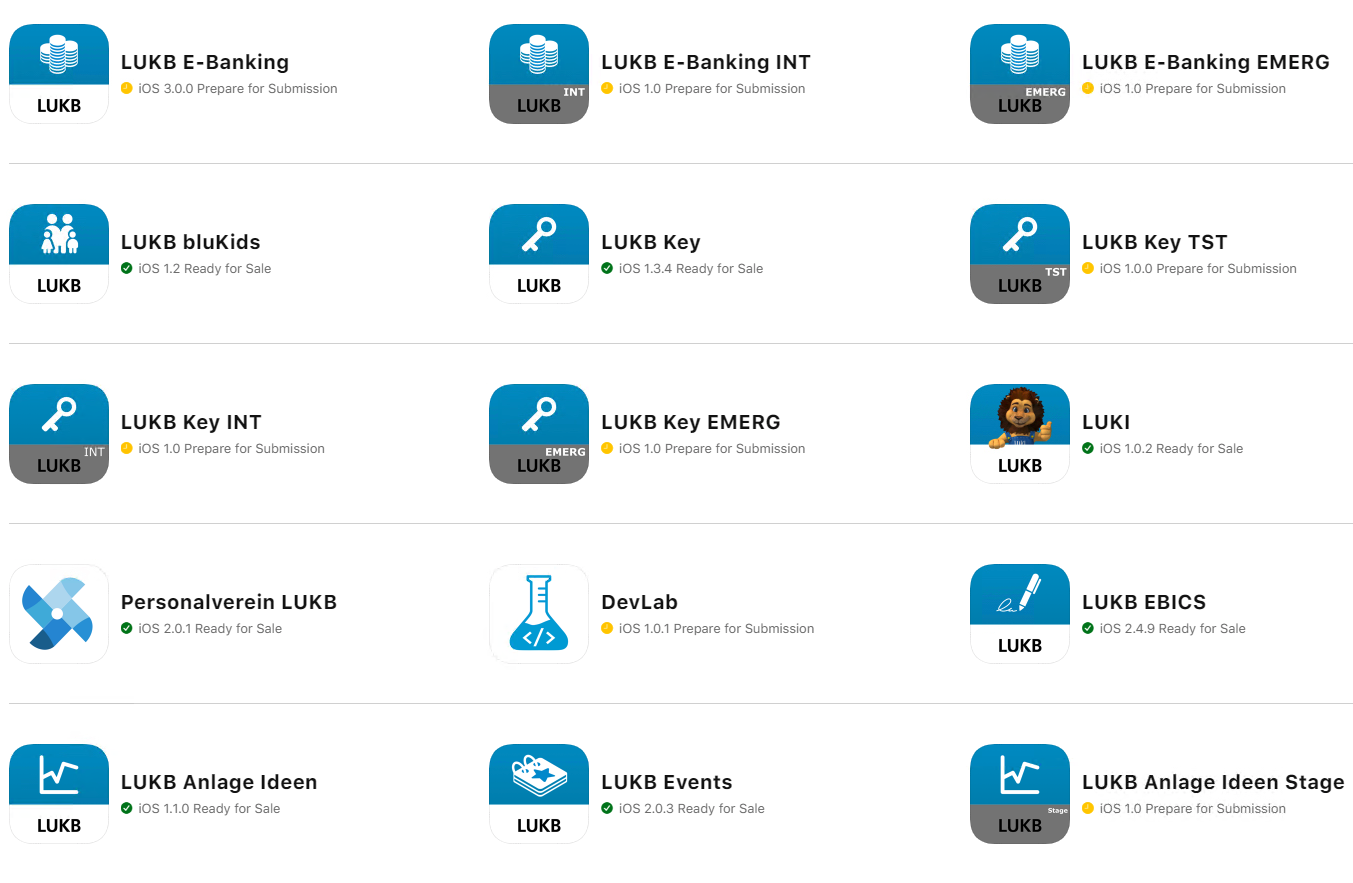 LUKB
LUKB E-Banking
iOS 3.0.0 Prepare for Submission
INT
LUKB
LUKB E-Banking INT
iOS 1.0 Prepare for Submission
EMERG
LUKB
LUKB E-Banking EMERG
iOS 1.0 Prepare for Submission
LUKB
LUKB bluKids
iOS 1.2 Ready for Sale
LUKB
LUKB Key
iOS 1.3.4 Ready for Sale
TST
LUKB
LUKB Key TST
iOS 1.0.0 Prepare for Submission
INT
LUKB
LUKB Key INT
iOS 1.0 Prepare for Submission
EMERG
LUKB
LUKB Key EMERG
iOS 1.0 Prepare for Submission
LUKB
LUKI
iOS 1.0.2 Ready for Sale
Personalverein LUKB
iOS 2.0.1 Ready for Sale
</>
DevLab
iOS 1.0.1 Prepare for Submission
LUKB
LUKB EBICS
iOS 2.4.9 Ready for Sale
LUKB
LUKB Anlage Ideen
iOS 1.1.0 Ready for Sale
LUKB
LUKB Events
iOS 2.0.3 Ready for Sale
Stage
LUKB
LUKB Anlage Ideen Stage
iOS 1.0 Prepare for Submission